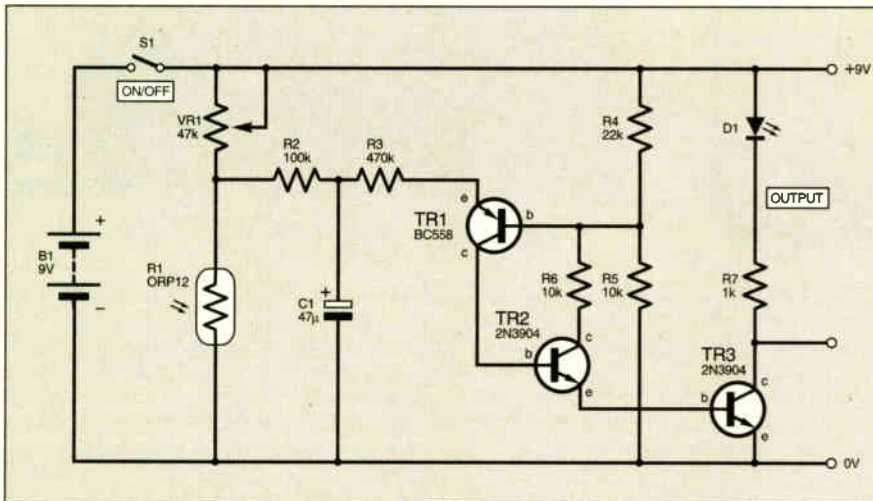 S1
ON/OFF
+9V
VR1
47k
R2
100k
R3
470k
R4
22k
D1
OUTPUT
e
b
c
TR1
BC558
B1
9V
+
−
R1
ORP12
+
C1
47µ
R6
10k
R5
10k
R7
1k
TR2
2N3904
b
c
e
TR3
2N3904
b
c
e
0V